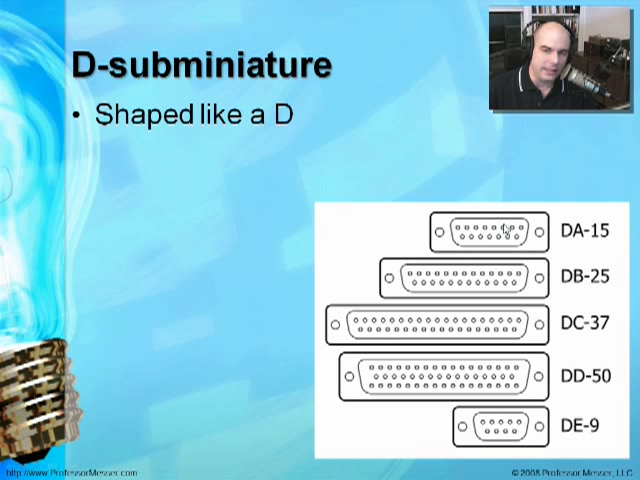 D-subminiature
• Shaped like a D
DA-15
DB-25
DC-37
DD-50
DE-9
http://www.ProfessorMesser.com
© 2008 Professor Messer, LLC